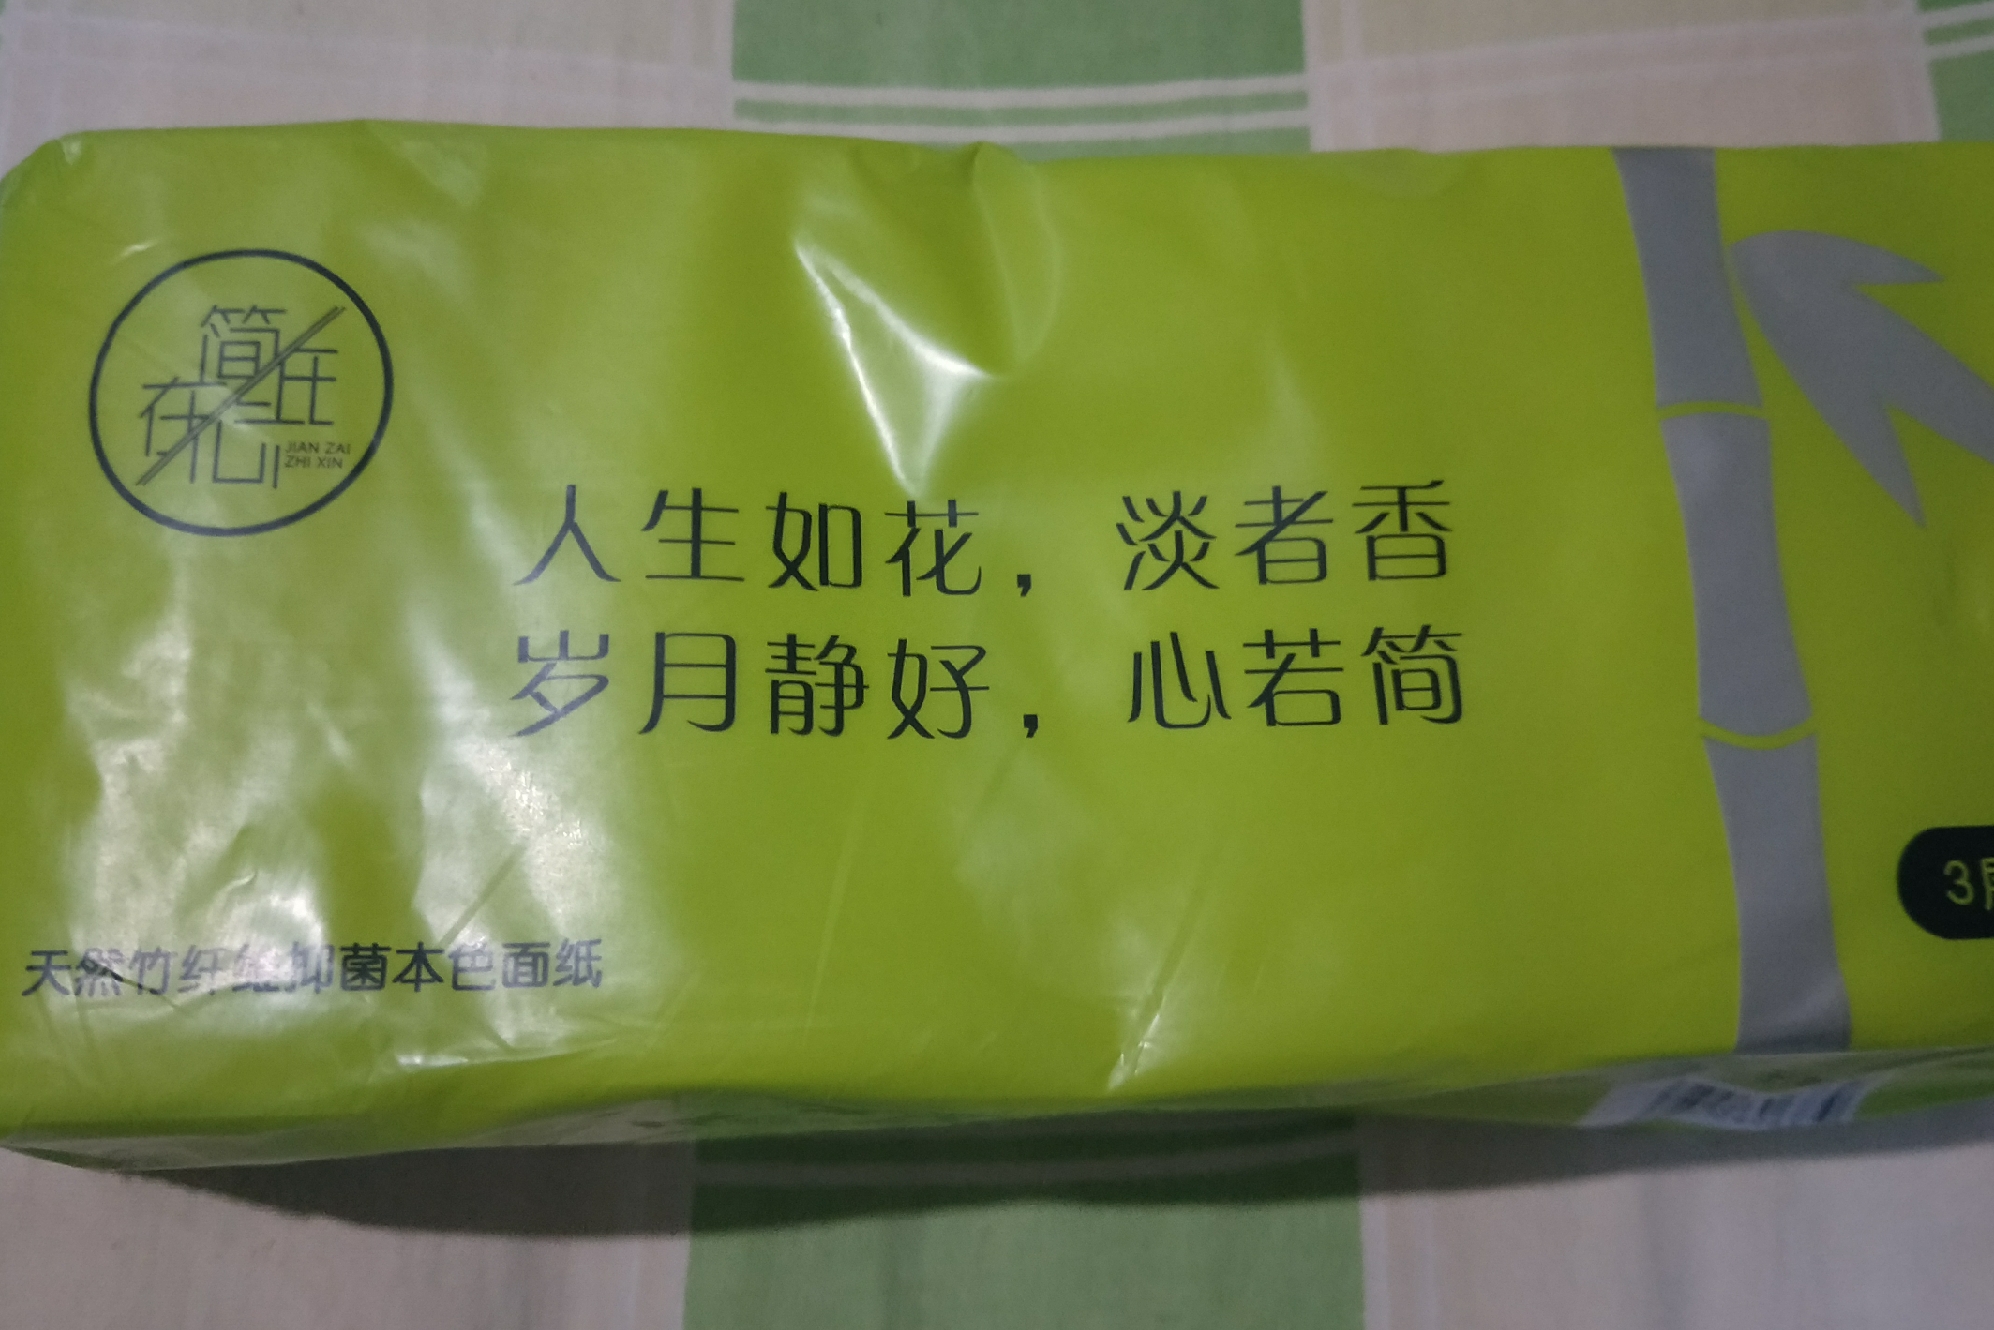 简在
纸心
JIAN ZAI
ZHI XIN
人生如花，淡者香
岁月静好，心若简
天然竹纤维抑菌本色面纸
3